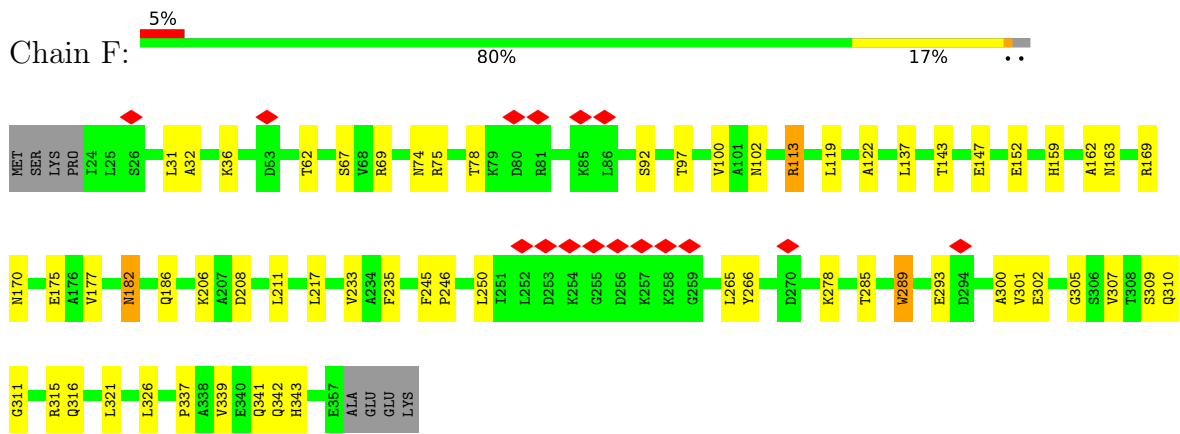 5%
Chain F:
80% 17% • •
MET SER LYS PRO I24 L25 S26 L31 A32 K36 D53 T62 S67 V68 R69 N74 R75 T78 K79 D80 R81 K85 L86 S92 T97 V100 A101 N102 R113 L119 A122 L137 T143 E147 E152 H159 A162 N163 R169
N170 E175 A176 V177 N182 Q186 K206 A207 D208 L211 L217 V233 A234 F235 F245 P246 L250 I251 L252 D253 K254 G255 D256 K257 K258 G259 L265 Y266 D270 K278 T285 W289 E293 D294 A300 V301 E302 G305 S306 V307 T308 S309 Q310
G311 R315 Q316 L321 L326 P337 A338 V339 E340 Q341 Q342 H343 E357 ALA GLU GLU LYS